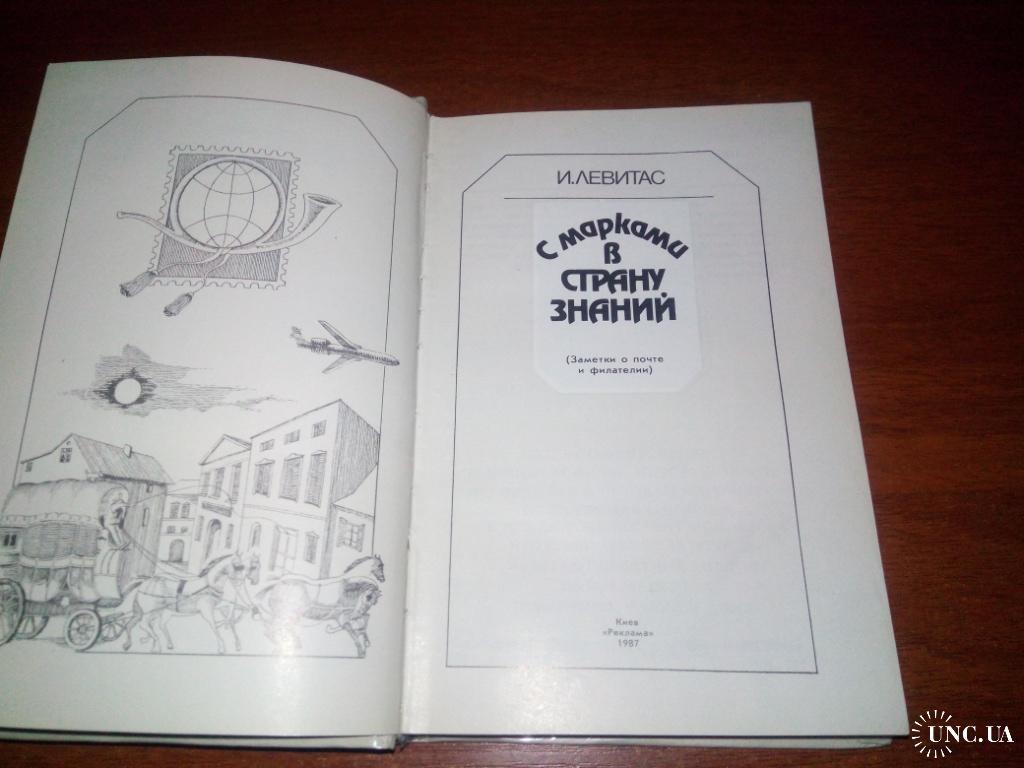 И.ЛЕВИТАС
С марками
в
СТРАНУ
ЗНАНИЙ
(Заметки о почте
и филателии)
Киев
«Реклама»
1987
UNC.UA